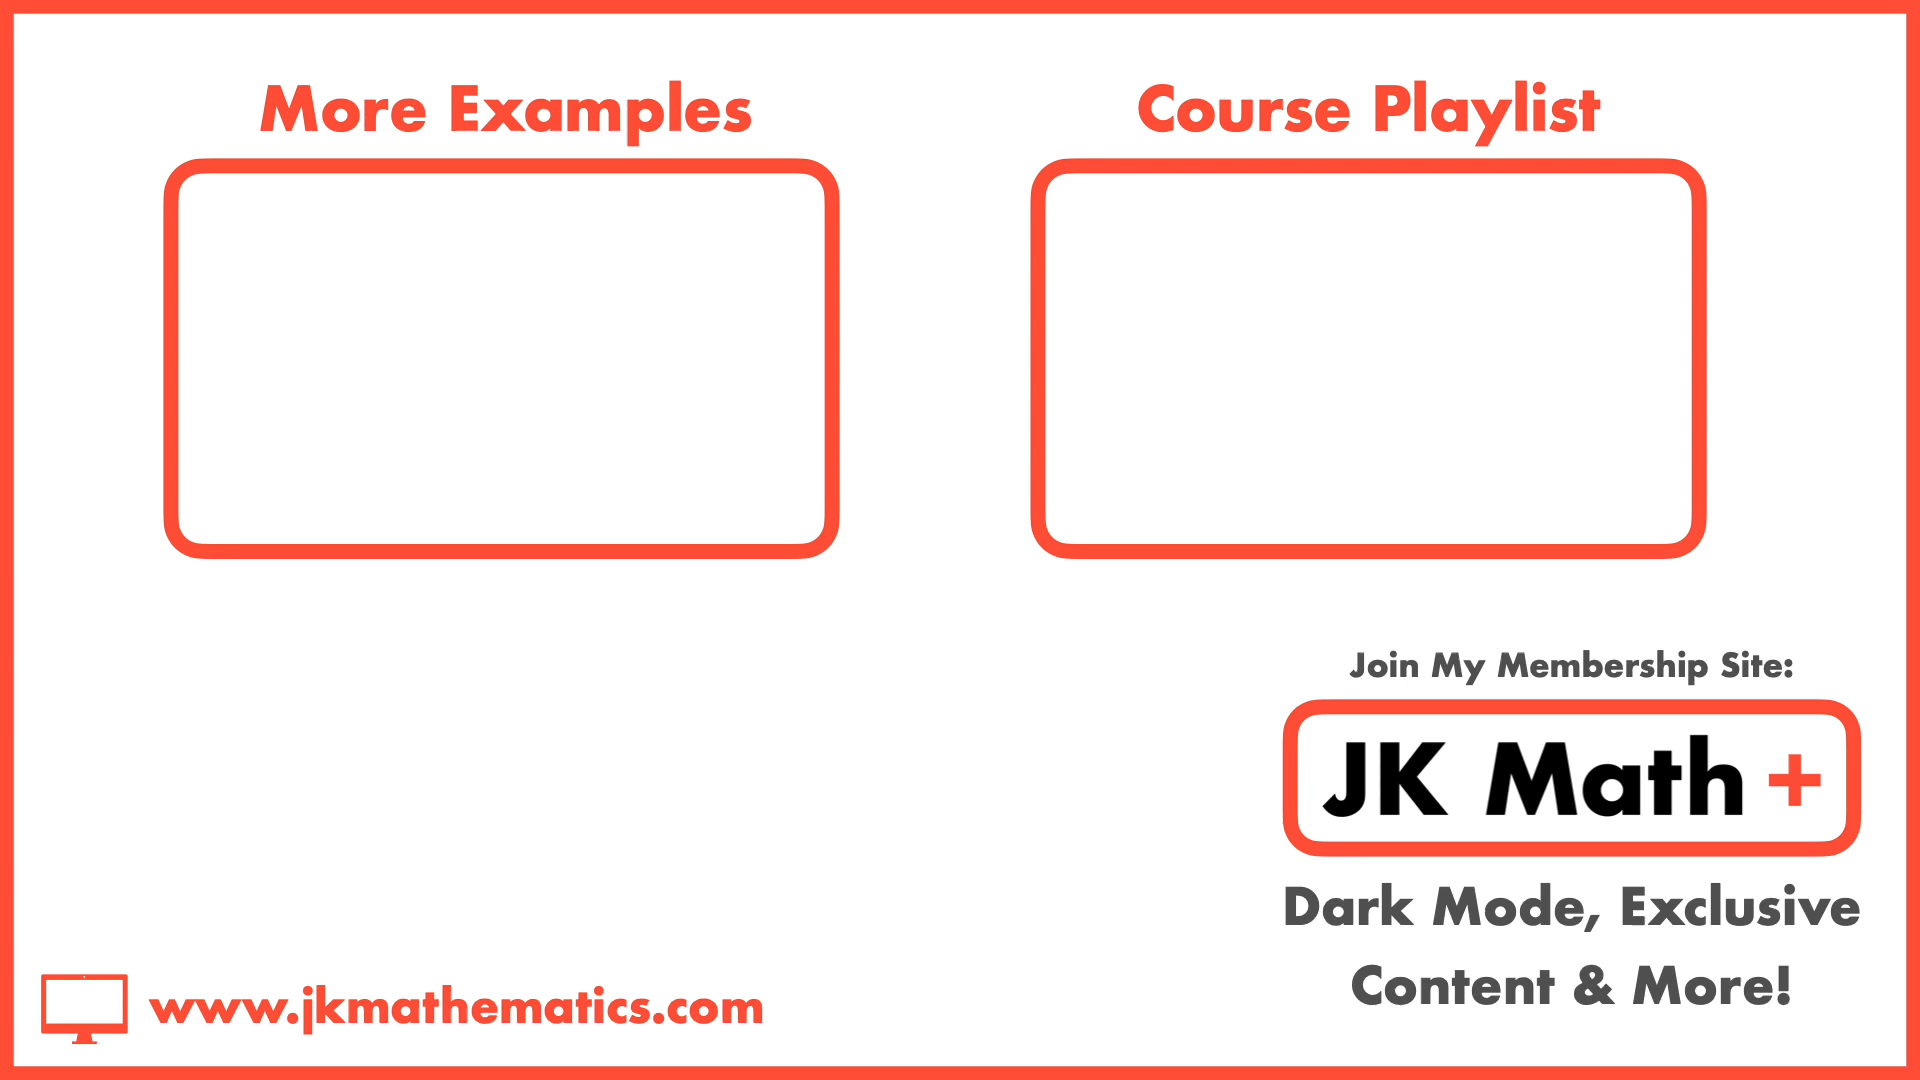 More Examples
Course Playlist
Join My Membership Site:
JK Math +
Dark Mode, Exclusive
Content & More!
www.jkmathematics.com